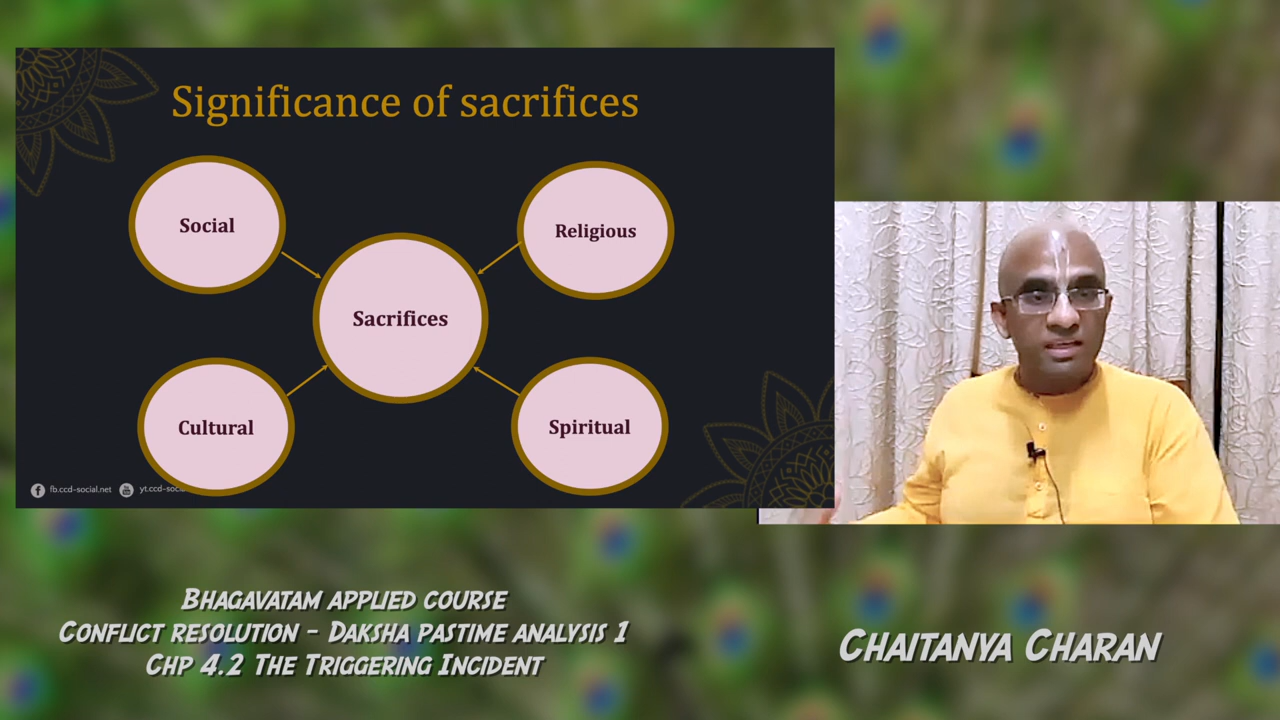 Significance of sacrifices
Social
Religious
Sacrifices
Cultural
Spiritual
fb.ccd-social.net
BHAGAVATAM APPLIED COURSE
CONFLICT RESOLUTION - DAKSHA PASTIME ANALYSIS 1
CHP 4.2 THE TRIGGERING INCIDENT
CHAITANYA CHARAN